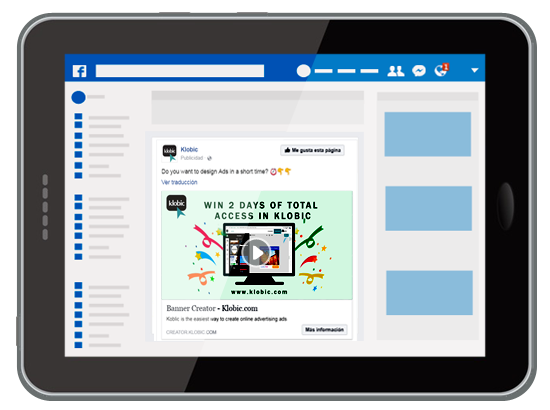 f
1
klobic
Klobic
Publicidad
Me gusta esta página
Do you want to design Ads in a short time?
Ver traducción
klobic
WIN 2 DAYS OF TOTAL
ACCESS IN KLOBIC
www.klobic.com
Banner Creator - Klobic.com
Koblic is the easiest way to create online advertising ads
CREATOR.KLOBIC.COM
Más información